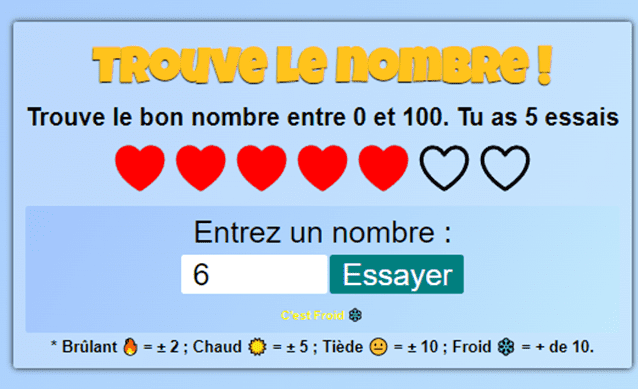 Trouve le nombre !
Trouve le bon nombre entre 0 et 100. Tu as 5 essais
Entrez un nombre :
6 Essayer
C'est Froid ❄
* Brûlant 🔥 = ± 2 ; Chaud ☀ = ± 5 ; Tiède 😐 = ± 10 ; Froid ❄ = + de 10.